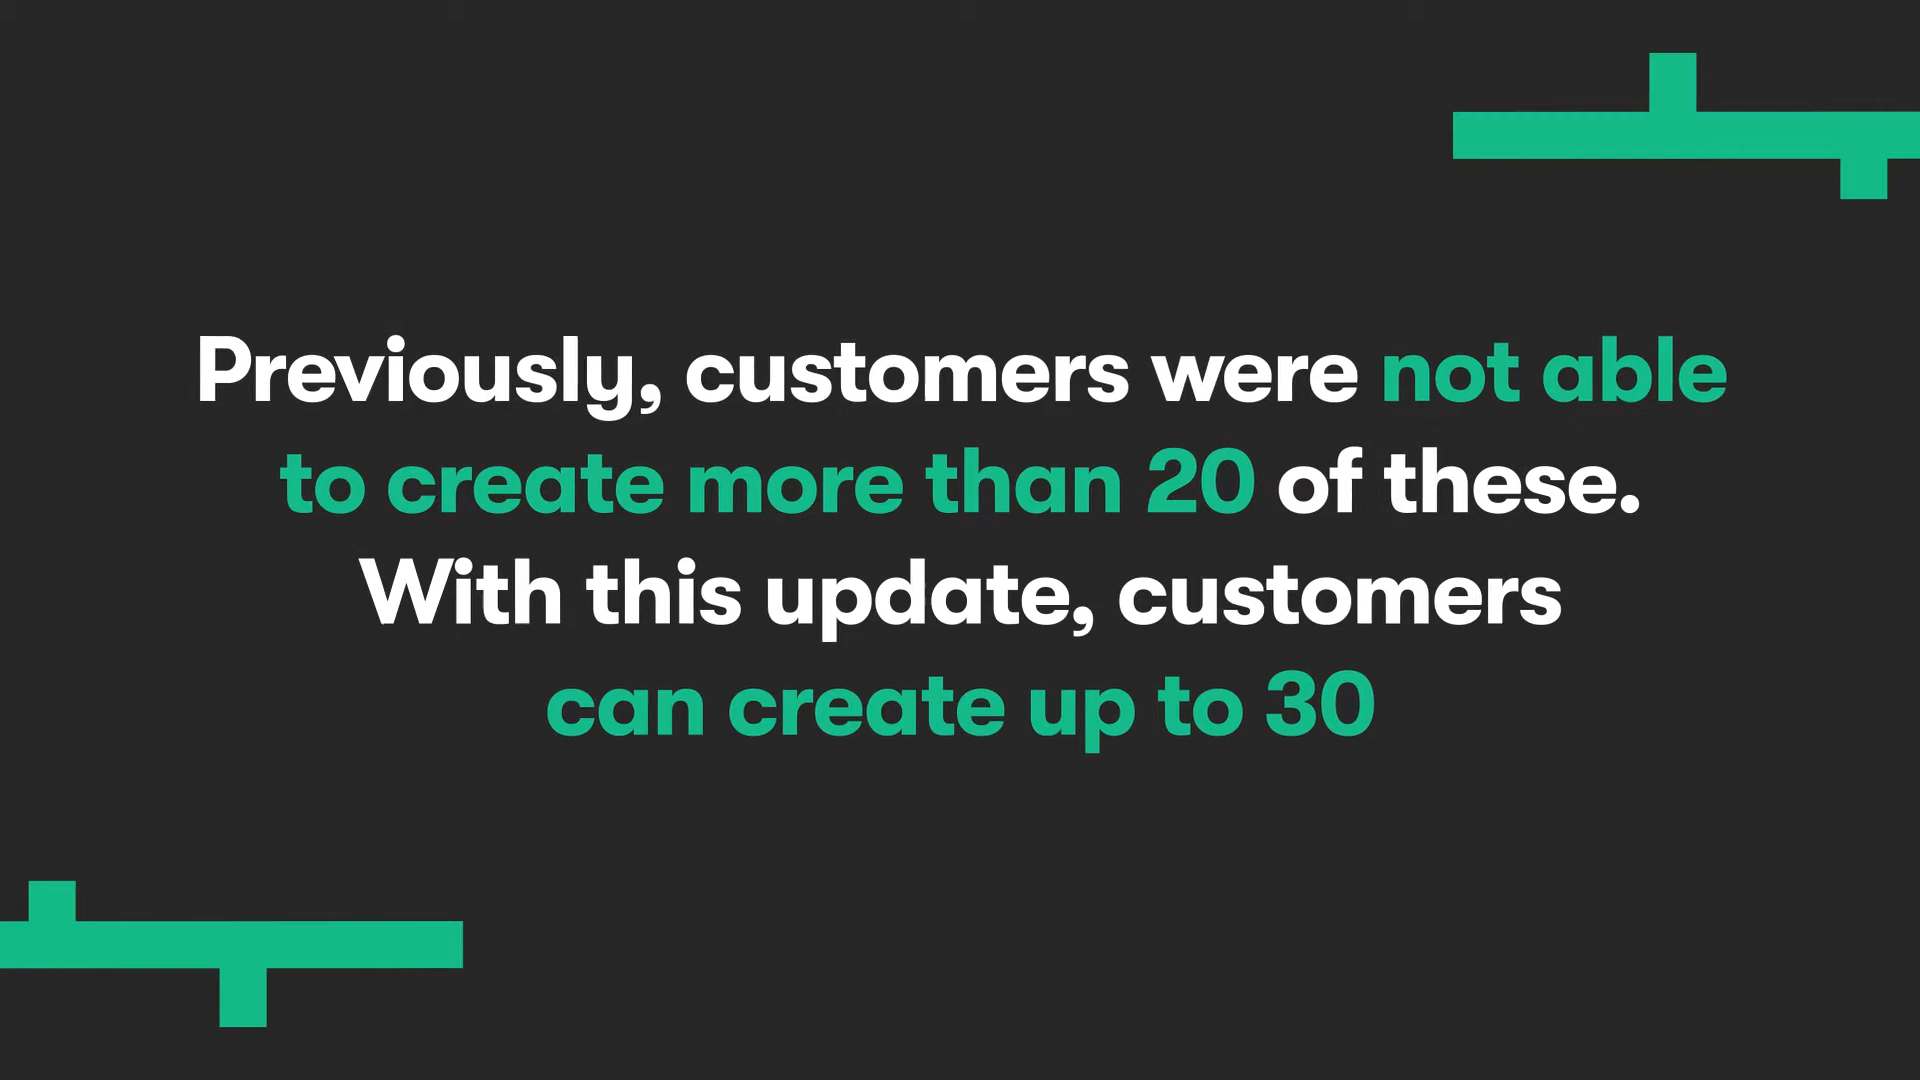 Previously, customers were not able
to create more than 20 of these.
With this update, customers
can create up to 30